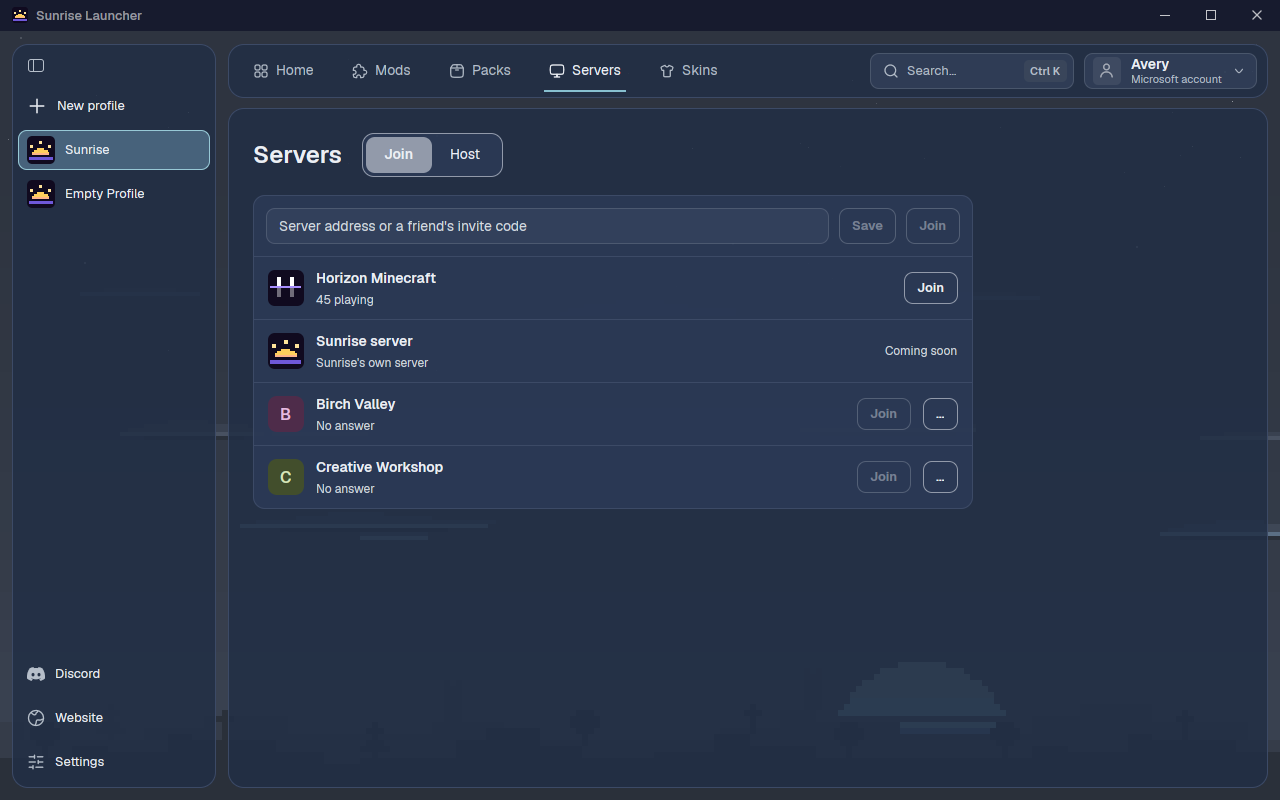 Sunrise Launcher
New profile
Sunrise
Empty Profile
Discord
Website
Settings
Home
Mods
Packs
Servers
Skins
Search...
Ctrl K
Avery
Microsoft account
Servers
Join
Host
Server address or a friend's invite code
Save
Join
Horizon Minecraft
45 playing
Join
Sunrise server
Sunrise's own server
Coming soon
B
Birch Valley
No answer
Join
...
C
Creative Workshop
No answer
Join
...